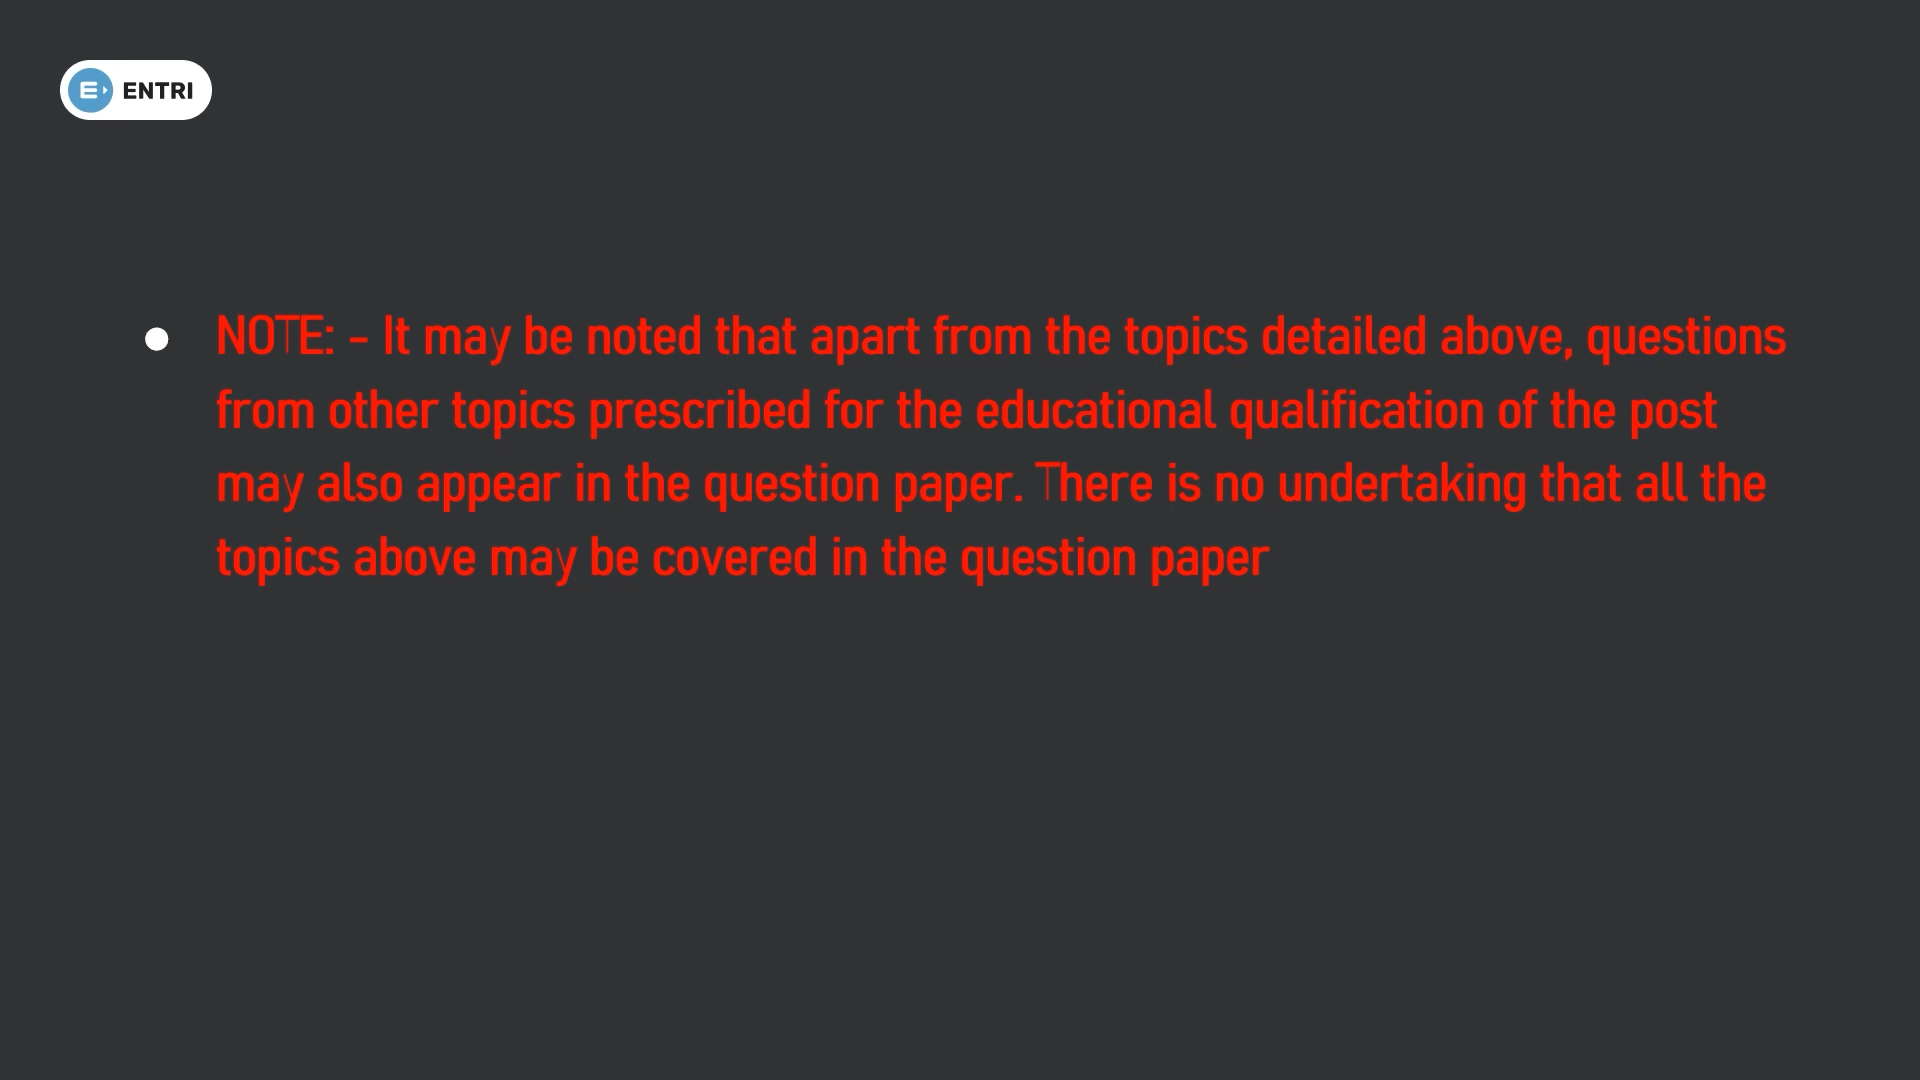 ENTRI
NOTE: - It may be noted that apart from the topics detailed above, questions
from other topics prescribed for the educational qualification of the post
may also appear in the question paper. There is no undertaking that all the
topics above may be covered in the question paper